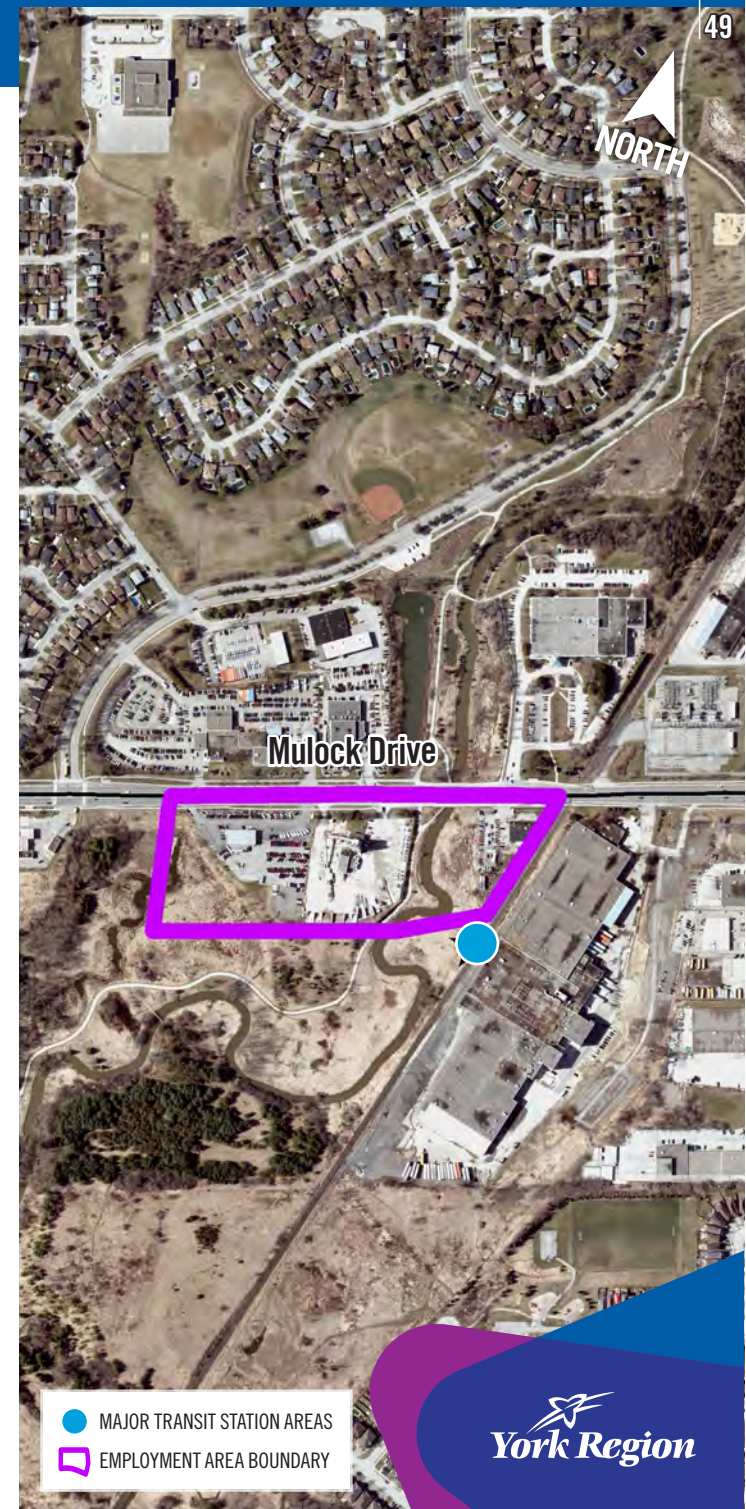 49
NORTH
Mulock Drive
MAJOR TRANSIT STATION AREAS
EMPLOYMENT AREA BOUNDARY
York Region